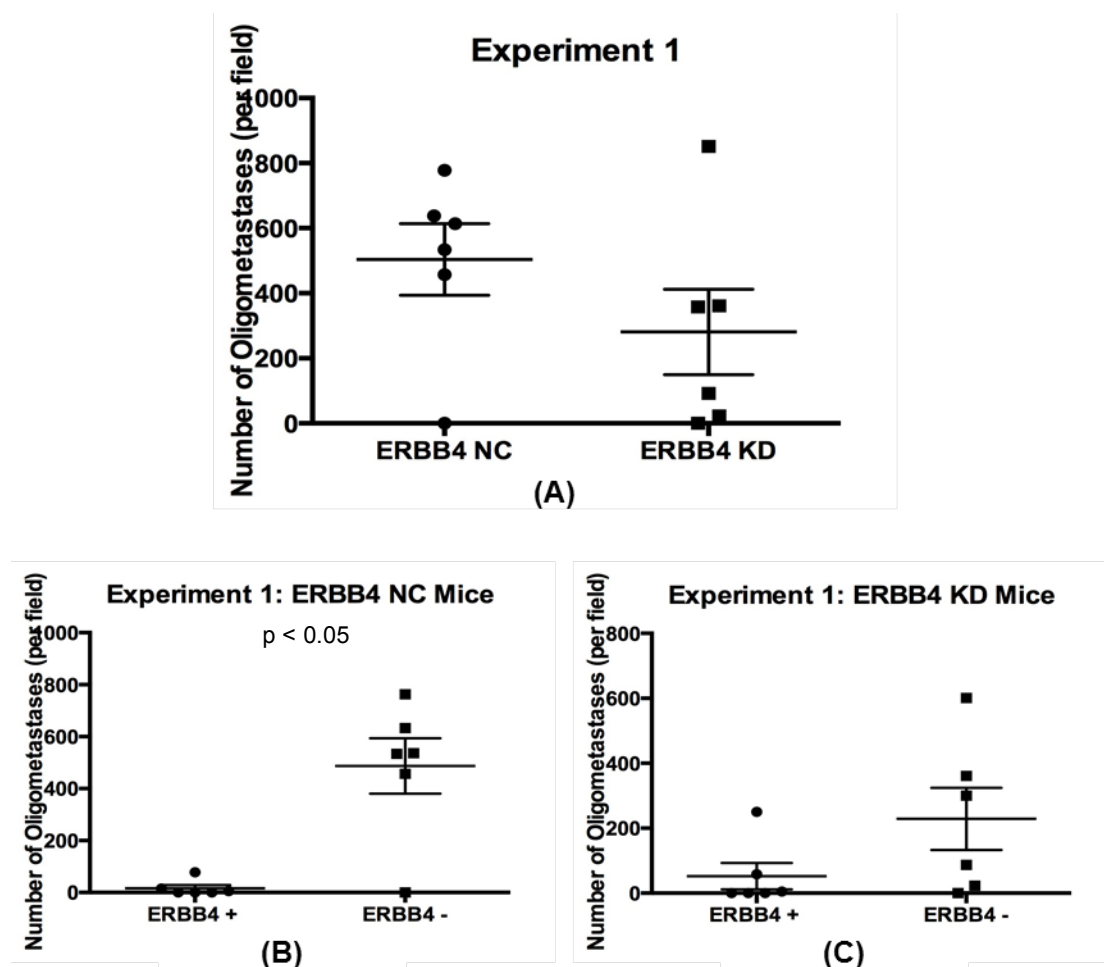 Experiment 1
Number of Oligometastases (per field)
1000
800
600
400
200
0
ERBB4 NC
ERBB4 KD
(A)
Experiment 1: ERBB4 NC Mice
p < 0.05
Number of Oligometastases (per field)
1000
800
600
400
200
0
ERBB4 +
ERBB4 -
(B)
Experiment 1: ERBB4 KD Mice
Number of Oligometastases (per field)
800
600
400
200
0
ERBB4 +
ERBB4 -
(C)